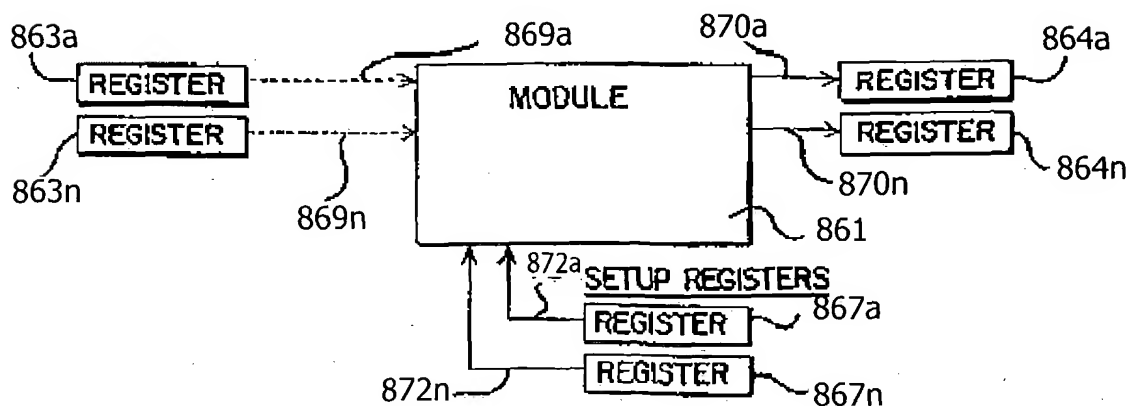 863a
869a
870a
864a
REGISTER
MODULE
REGISTER
REGISTER
REGISTER
863n
869n
870n
864n
861
872a
SETUP REGISTERS
REGISTER
867a
872n
REGISTER
867n